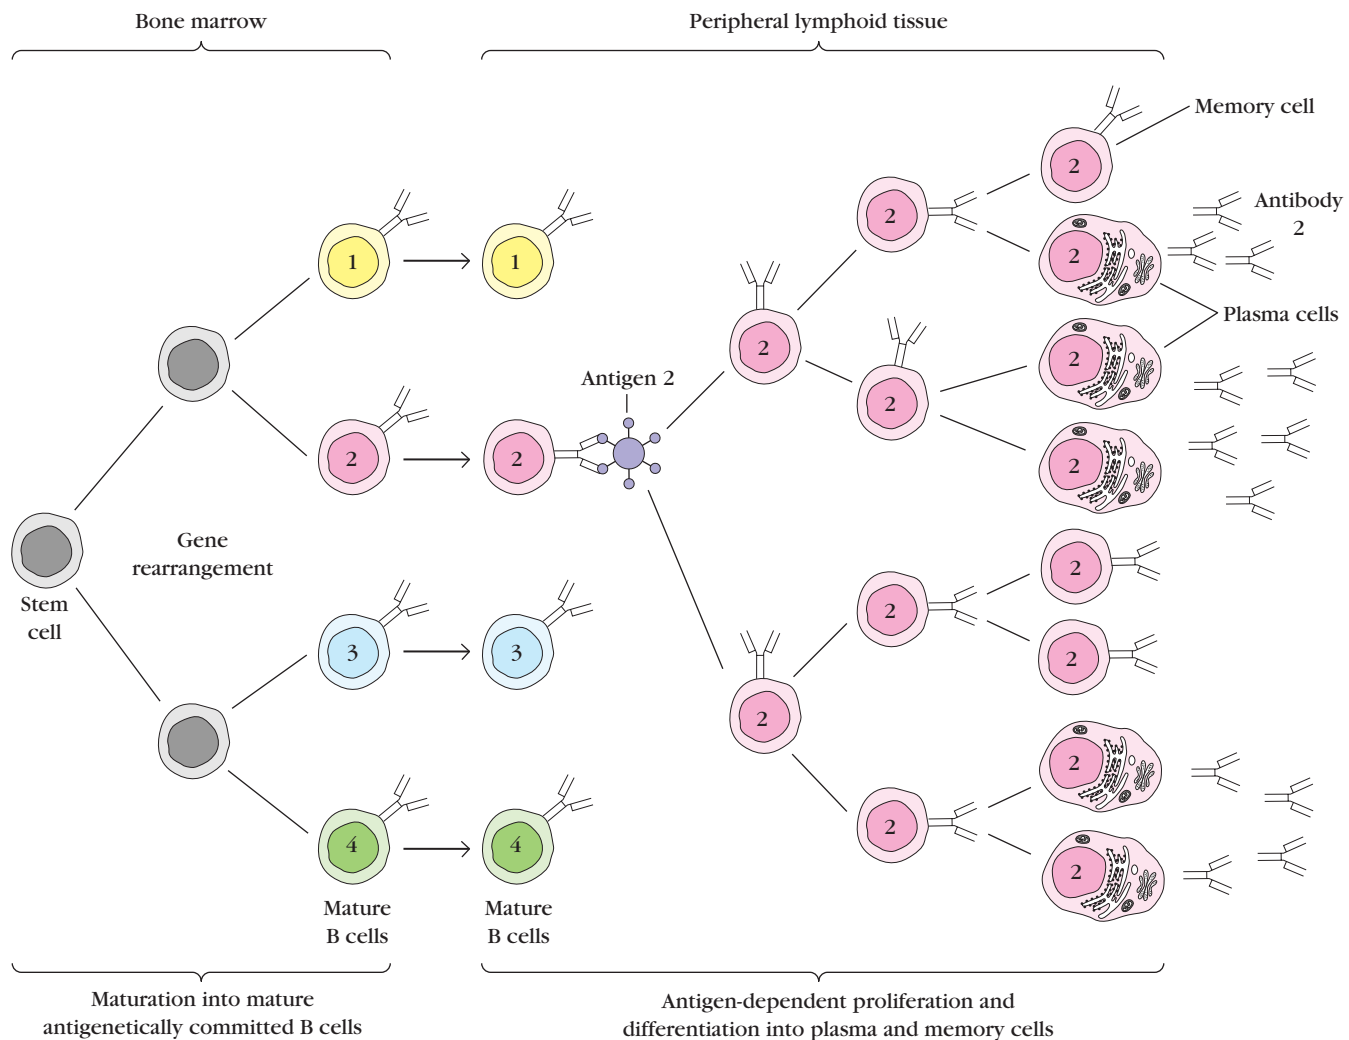 Bone marrow
Peripheral lymphoid tissue
Memory cell
2
2
Antibody
2
1
1
2
2
Plasma cells
2
2
Antigen 2
2
2
2
2
Gene
rearrangement
Stem
cell
2
2
3
3
2
2
2
2
4
4
2
Mature
B cells
Mature
B cells
Maturation into mature
antigenetically committed B cells
Antigen-dependent proliferation and
differentiation into plasma and memory cells